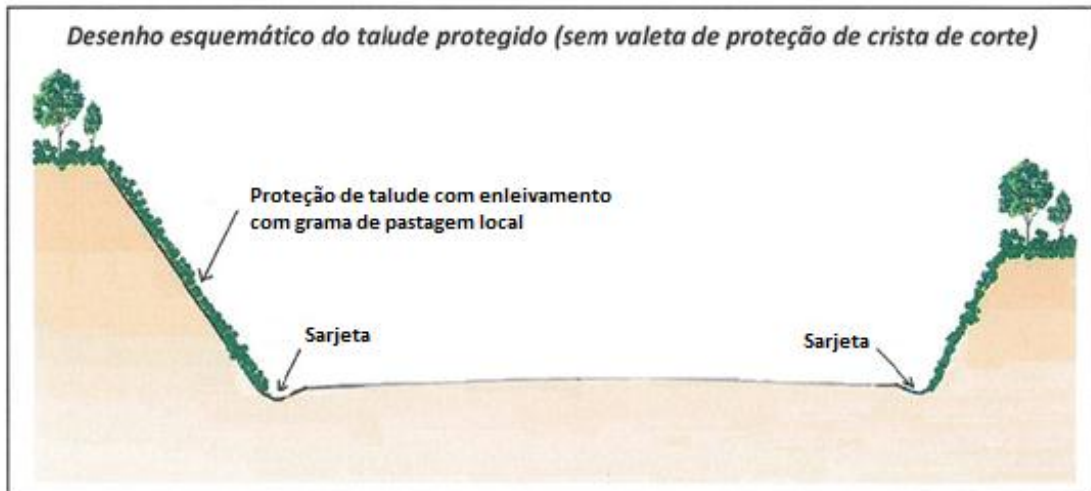 Desenho esquemático do talude protegido (sem valeta de proteção de crista de corte)
Proteção de talude com enleivamento
com grama de pastagem local
Sarjeta
Sarjeta